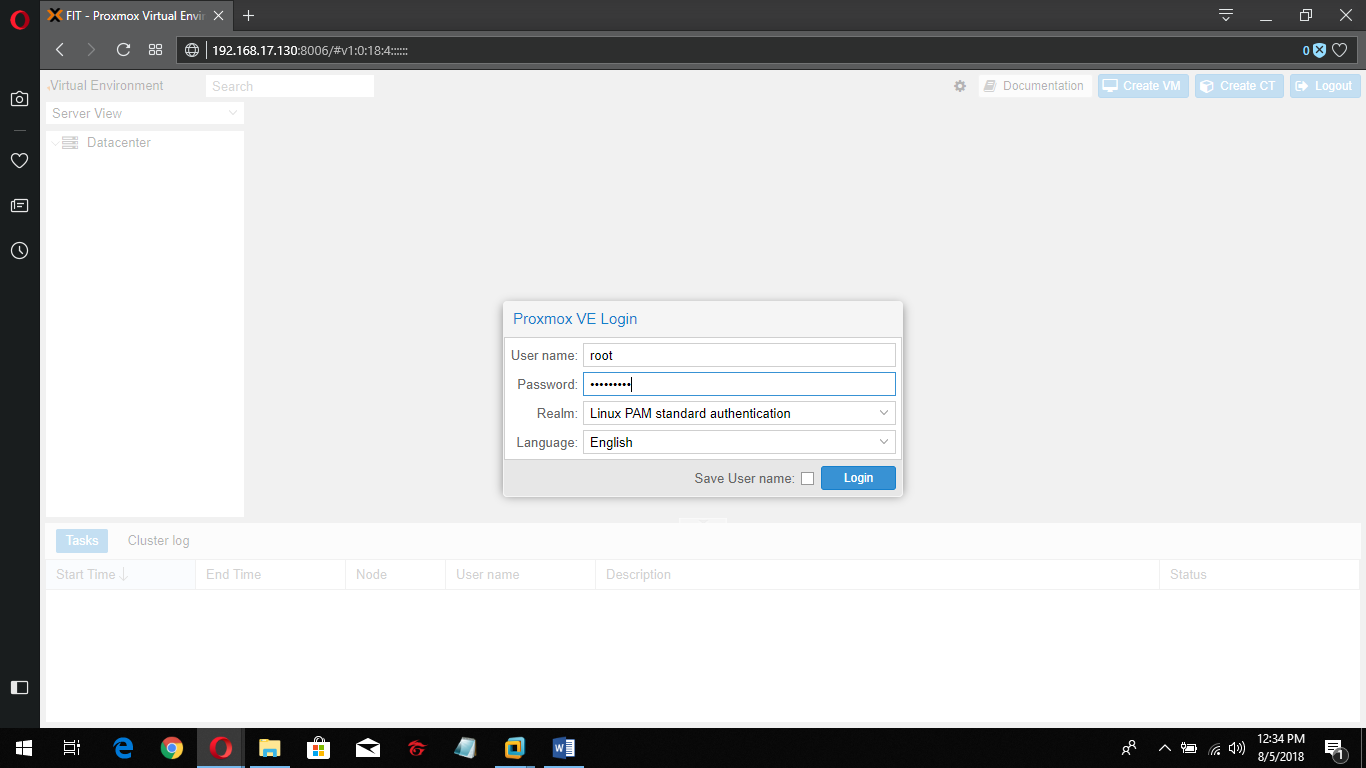 FIT - Proxmox Virtual Envir
192.168.17.130:8006/#v1:0:18:4::::::
0
Virtual Environment
Search
Documentation
Create VM
Create CT
Logout
Server View
Datacenter
Proxmox VE Login
User name: root
Password: •••••••••
Realm: Linux PAM standard authentication
Language: English
Save User name:
Login
Tasks
Cluster log
Start Time
End Time
Node
User name
Description
Status
12:34 PM
8/5/2018
1